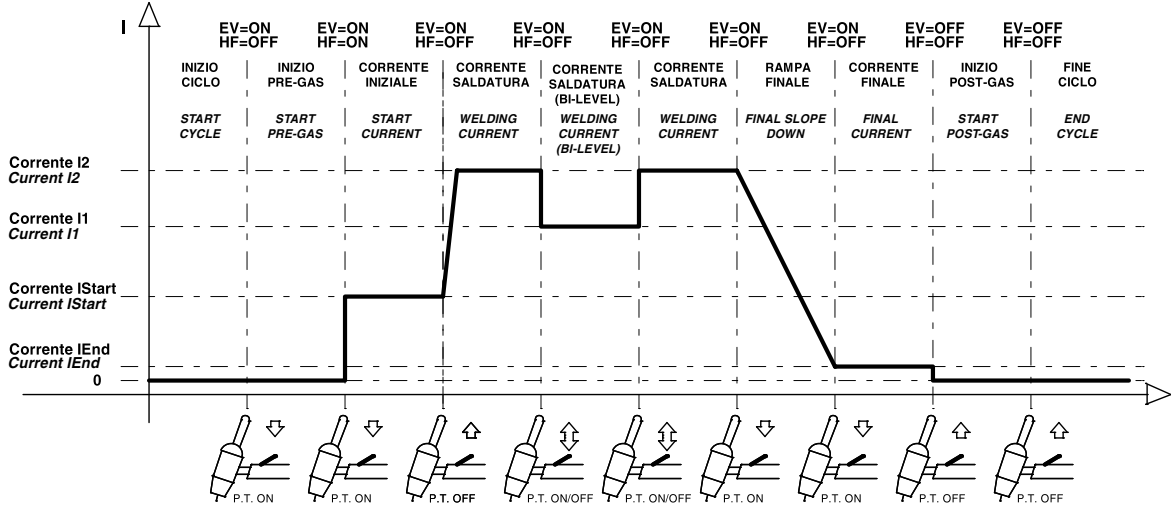 I
EV=ON EV=ON EV=ON EV=ON EV=ON EV=ON EV=ON EV=OFF EV=OFF
HF=OFF HF=ON HF=OFF HF=OFF HF=OFF HF=OFF HF=OFF HF=OFF HF=OFF
INIZIO
CICLO
INIZIO
PRE-GAS
CORRENTE
INIZIALE
CORRENTE
SALDATURA
CORRENTE
SALDATURA
(BI-LEVEL)
CORRENTE
SALDATURA
RAMPA
FINALE
CORRENTE
FINALE
INIZIO
POST-GAS
FINE
CICLO
START
CYCLE
START
PRE-GAS
START
CURRENT
WELDING
CURRENT
WELDING
CURRENT
(BI-LEVEL)
WELDING
CURRENT
FINAL SLOPE
DOWN
FINAL
CURRENT
START
POST-GAS
END
CYCLE
Corrente I2
Current I2
Corrente I1
Current I1
Corrente IStart
Current IStart
Corrente IEnd
Current IEnd
0
P.T. ON P.T. ON P.T. OFF P.T. ON/OFF P.T. ON/OFF P.T. ON P.T. ON P.T. OFF P.T. OFF